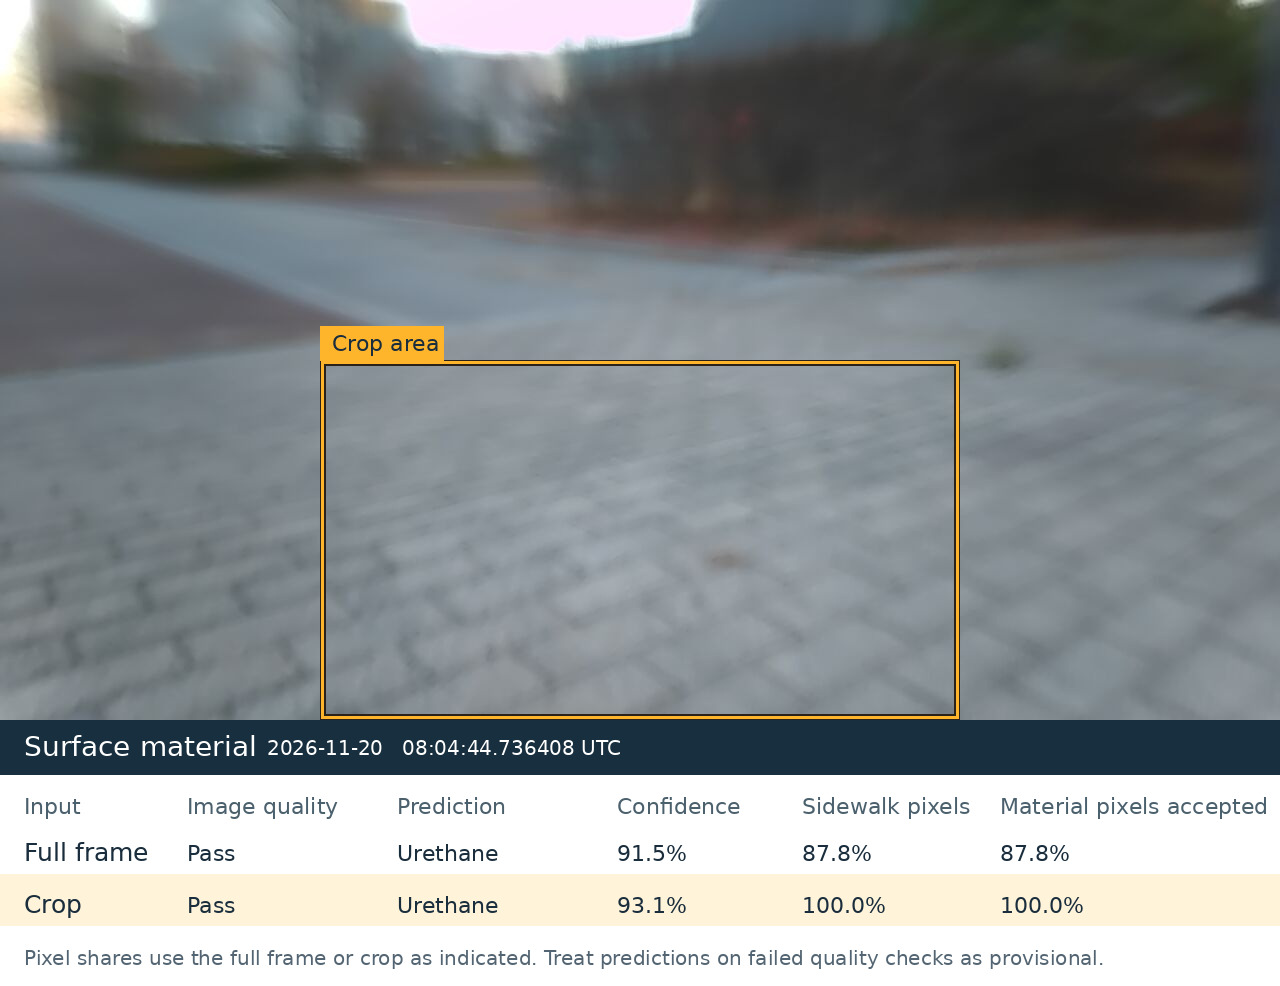 Crop area
Surface material 2026-11-20 08:04:44.736408 UTC
Input Image quality Prediction Confidence Sidewalk pixels Material pixels accepted
Full frame Pass Urethane 91.5% 87.8% 87.8%
Crop Pass Urethane 93.1% 100.0% 100.0%
Pixel shares use the full frame or crop as indicated. Treat predictions on failed quality checks as provisional.